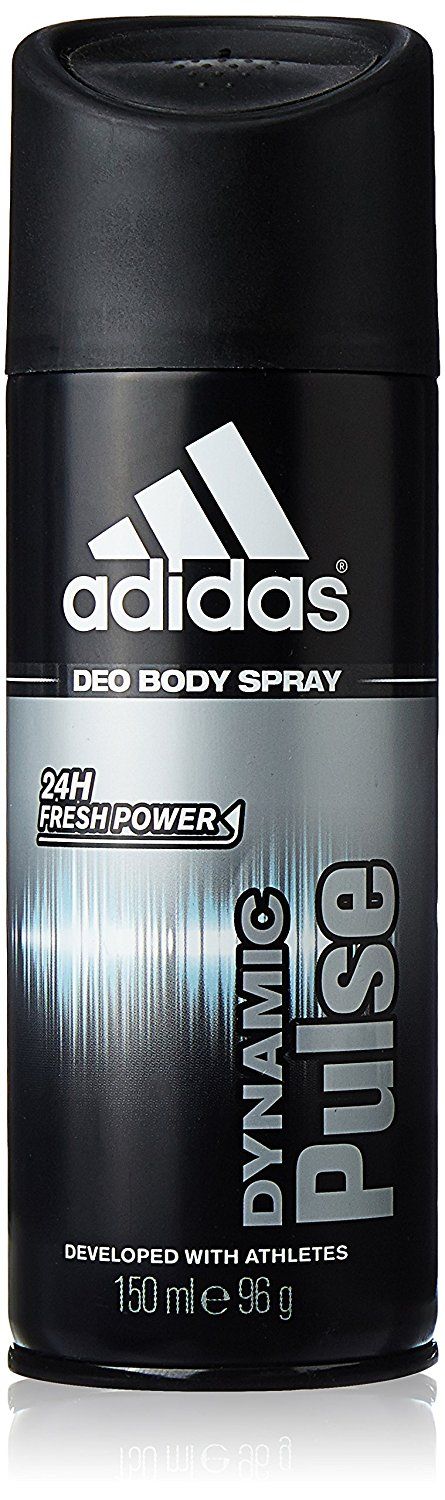 adidas®
DEO BODY SPRAY
24H
FRESH POWER
DYNAMIC
Pulse
DEVELOPED WITH ATHLETES
150 ml e 96 g